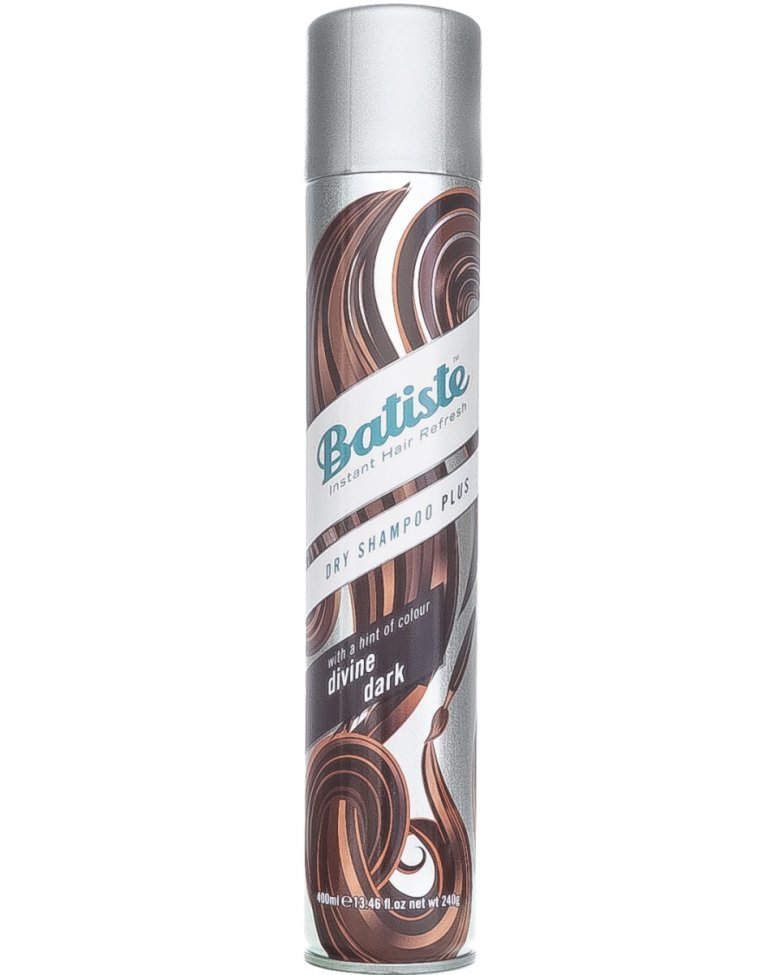 Batiste™
Instant Hair Refresh
DRY SHAMPOO PLUS
with a hint of colour
divine
dark
400ml ℮ 13.46 fl.oz net wt 240g